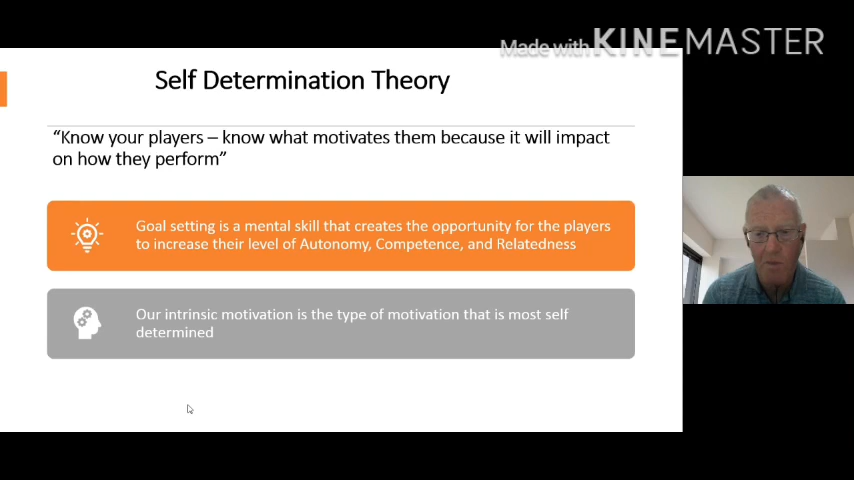 Made with KINEMASTER
Self Determination Theory
“Know your players – know what motivates them because it will impact
on how they perform”
Goal setting is a mental skill that creates the opportunity for the players
to increase their level of Autonomy, Competence, and Relatedness
Our intrinsic motivation is the type of motivation that is most self
determined